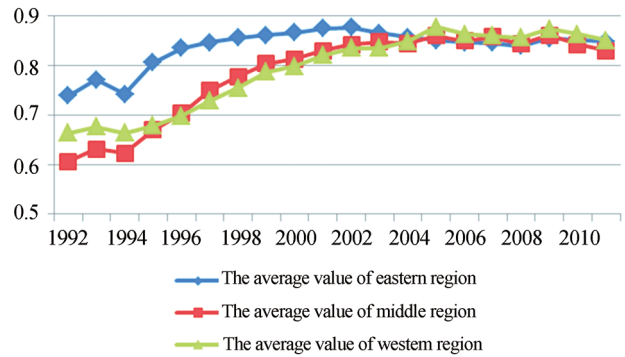 0.9
0.8
0.7
0.6
0.5
1992 1994 1996 1998 2000 2002 2004 2006 2008 2010
The average value of eastern region
The average value of middle region
The average value of westem region